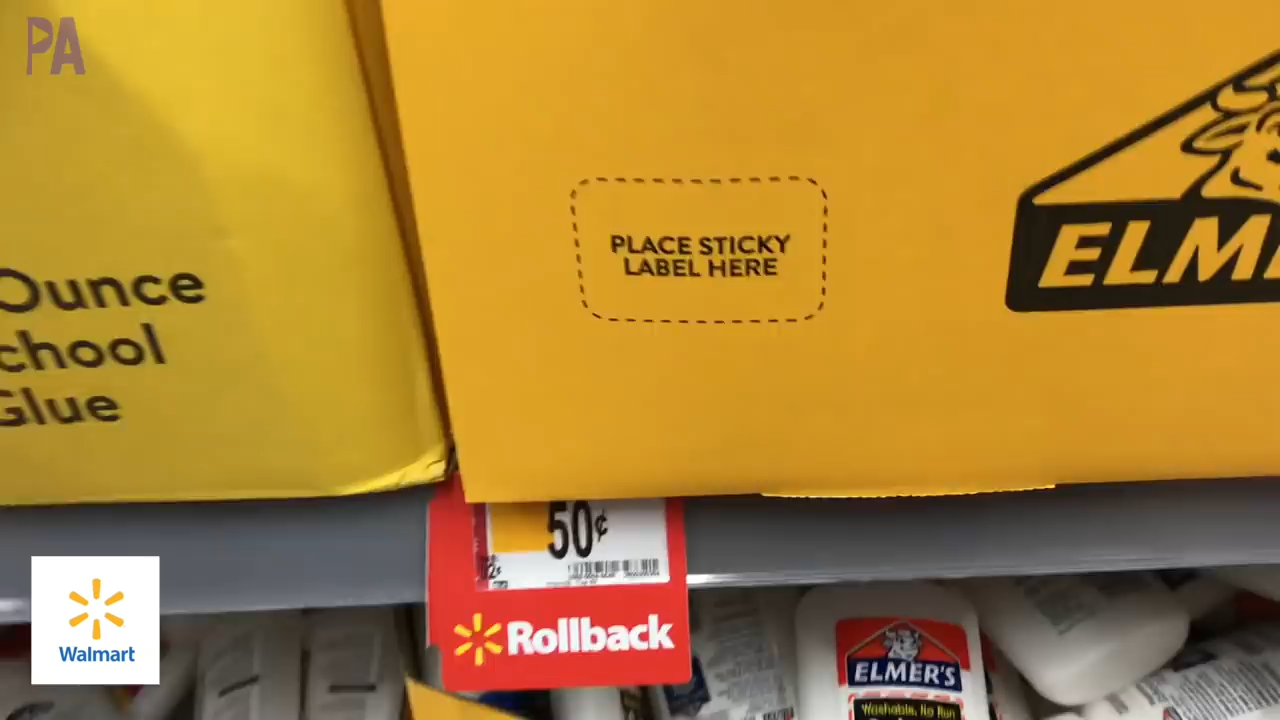 PA
PLACE STICKY
LABEL HERE
ELM
Ounce
chool
Glue
50¢
Rollback
Walmart
ELMER'S
Washable, No Run